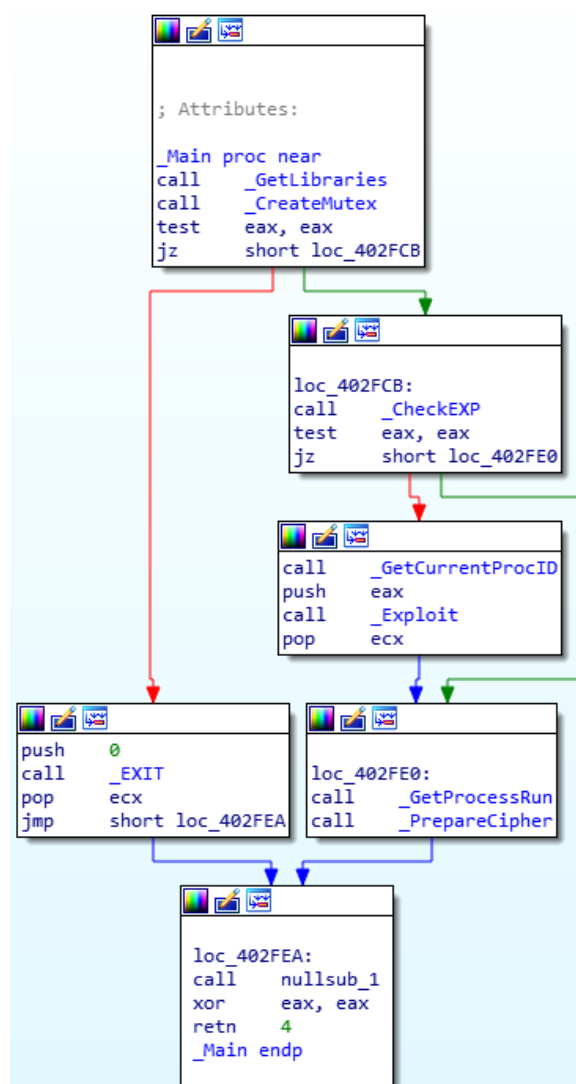 ; Attributes:
_Main proc near
call _GetLibraries
call _CreateMutex
test eax, eax
jz short loc_402FCB
loc_402FCB:
call _CheckEXP
test eax, eax
jz short loc_402FE0
call _GetCurrentProcID
push eax
call _Exploit
pop ecx
push 0
call _EXIT
pop ecx
jmp short loc_402FEA
loc_402FE0:
call _GetProcessRun
call _PrepareCipher
loc_402FEA:
call nullsub_1
xor eax, eax
retn 4
_Main endp